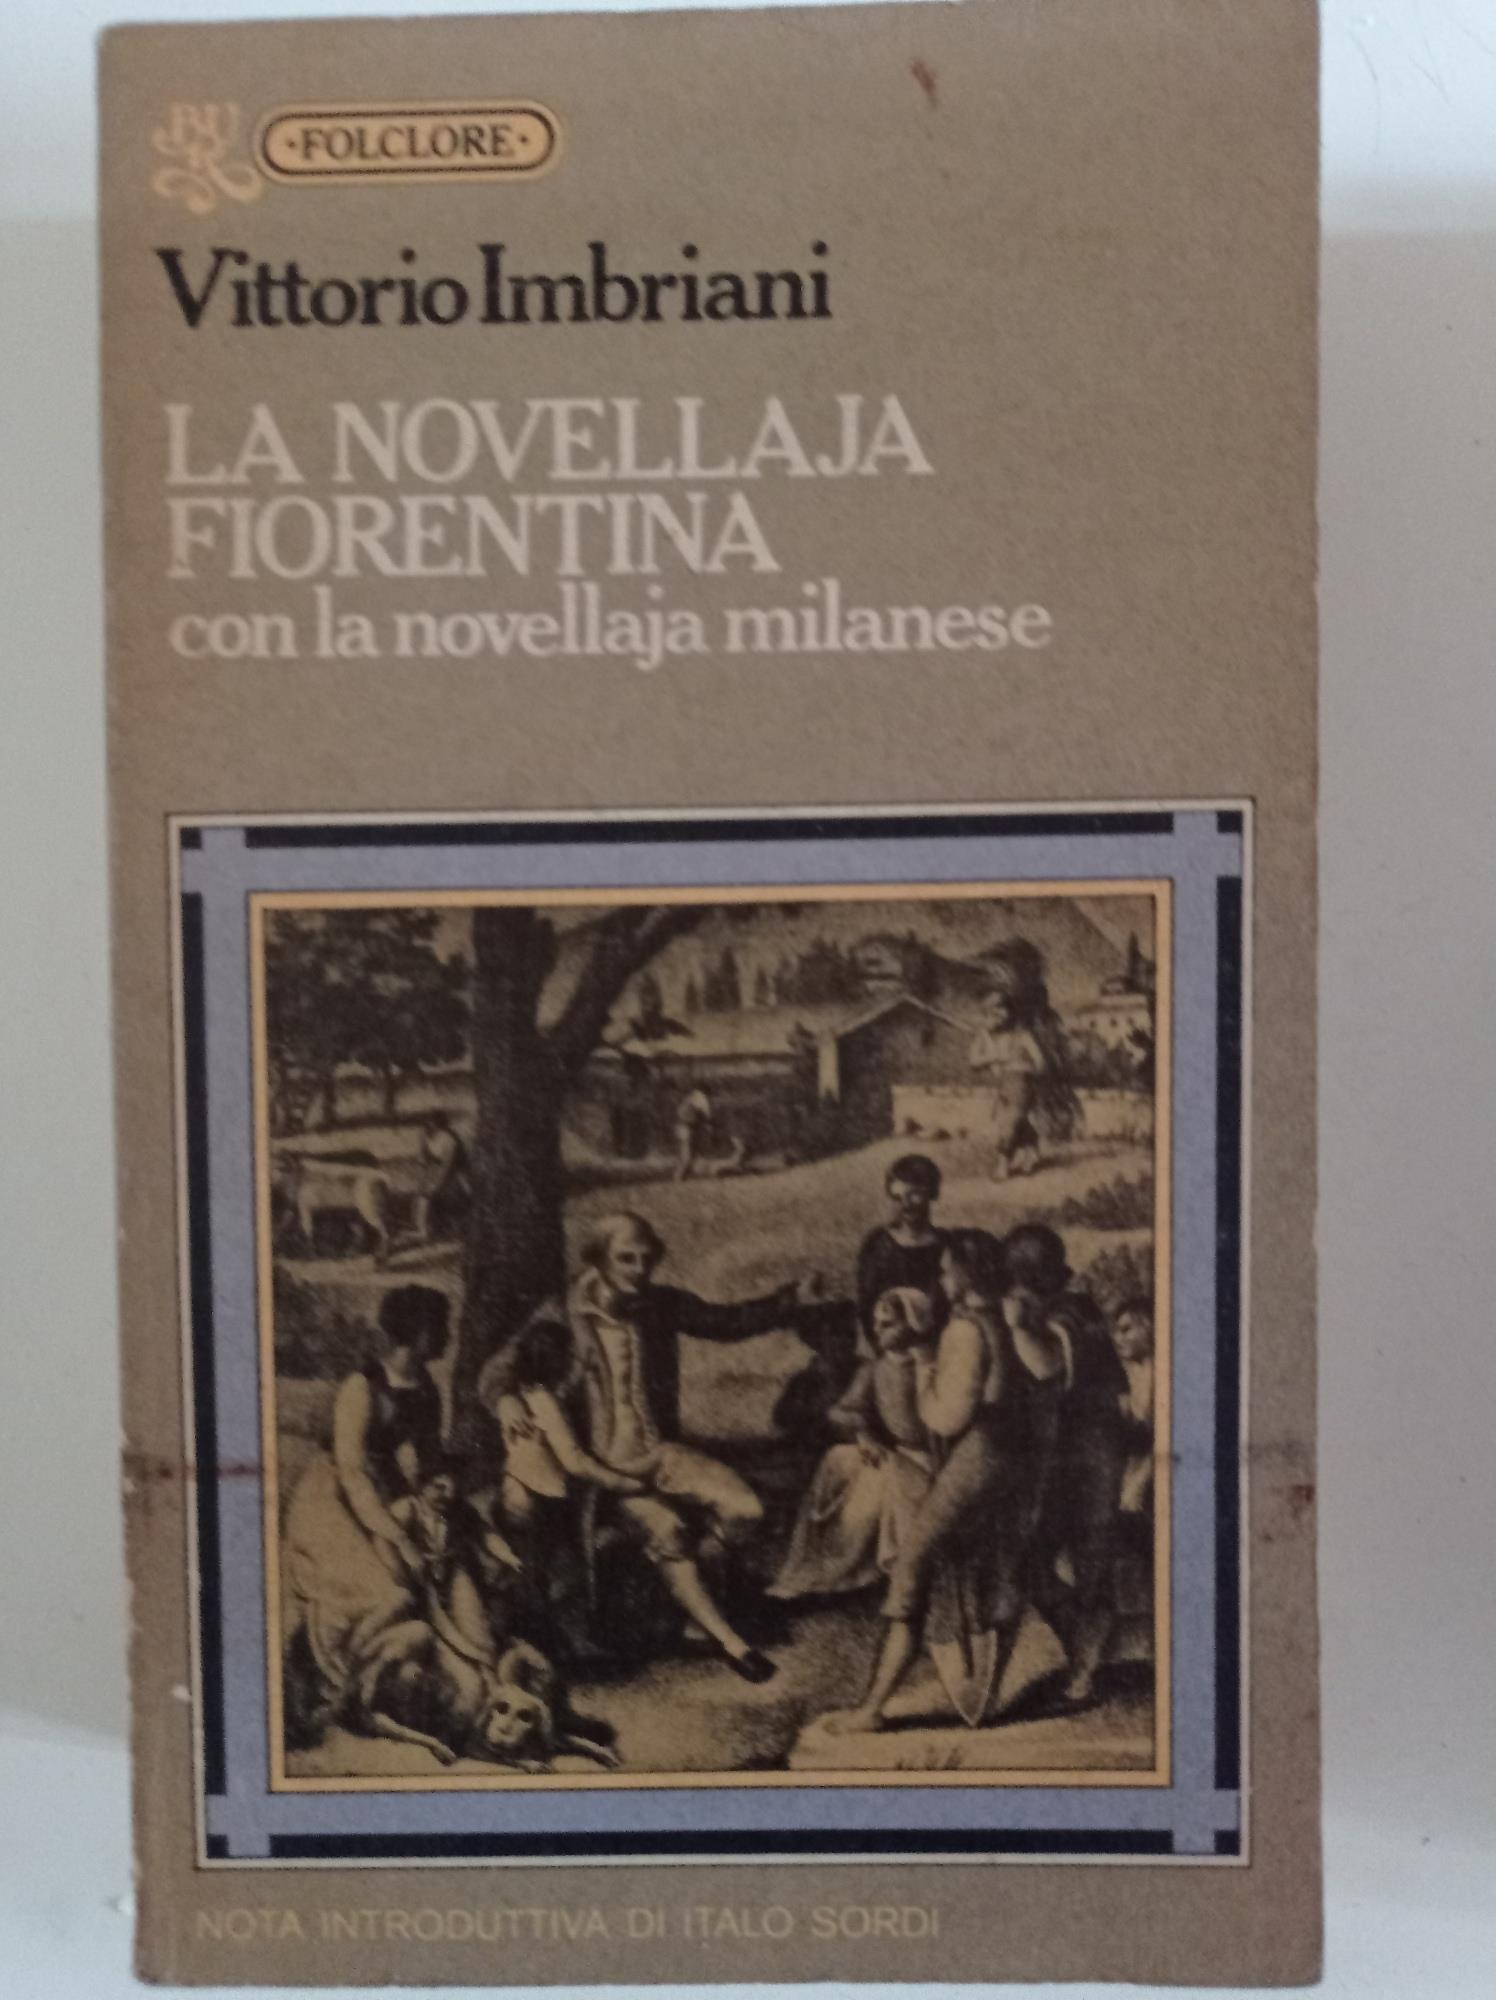 BUR
·FOLCLORE·
Vittorio Imbriani
LA NOVELLAJA
FIORENTINA
con la novellaja milanese
NOTA INTRODUTTIVA DI ITALO SORDI